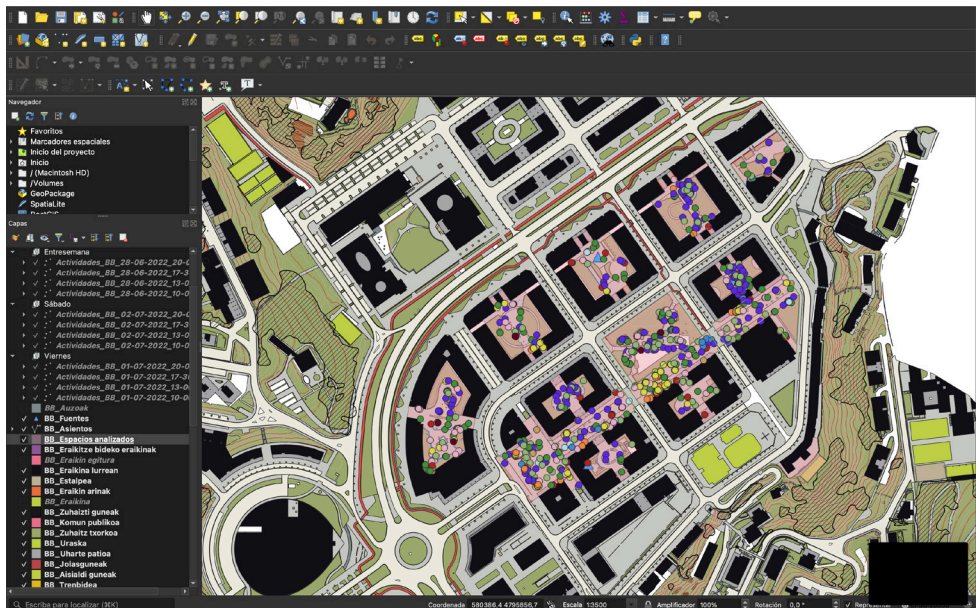 Navegador
Favoritos
Marcadores espaciales
Inicio del proyecto
Inicio
/ (Macintosh HD)
/Volumes
GeoPackage
SpatiaLite
PostGIS
Capas
Entresemana
Actividades_BB_28-06-2022_20-0
Actividades_BB_28-06-2022_17-3
Actividades_BB_28-06-2022_13-0
Actividades_BB_28-06-2022_10-0
Sábado
Actividades_BB_02-07-2022_20-0
Actividades_BB_02-07-2022_17-3
Actividades_BB_02-07-2022_13-0
Actividades_BB_02-07-2022_10-0
Viernes
Actividades_BB_01-07-2022_20-0
Actividades_BB_01-07-2022_17-30
Actividades_BB_01-07-2022_13-00
Actividades_BB_01-07-2022_10-00
BB_Auzoak
BB_Fuentes
BB_Asientos
BB_Espacios analizados
BB_Eraikitze bideko eraikinak
BB_Eraikin egitura
BB_Eraikina lurrean
BB_Estalpea
BB_Eraikin arinak
BB_Eraikina
BB_Zuhaizti guneak
BB_Komun publikoa
BB_Zuhaitz txorkoa
BB_Uraska
BB_Uharte patioa
BB_Jolasguneak
BB_Aisialdi guneak
BB_Trenbidea
Escriba para localizar (⌘K)
Coordenada 580386.4 4795856,7
Escala 1:3500
Amplificador 100%
Rotación 0,0 °
Repres